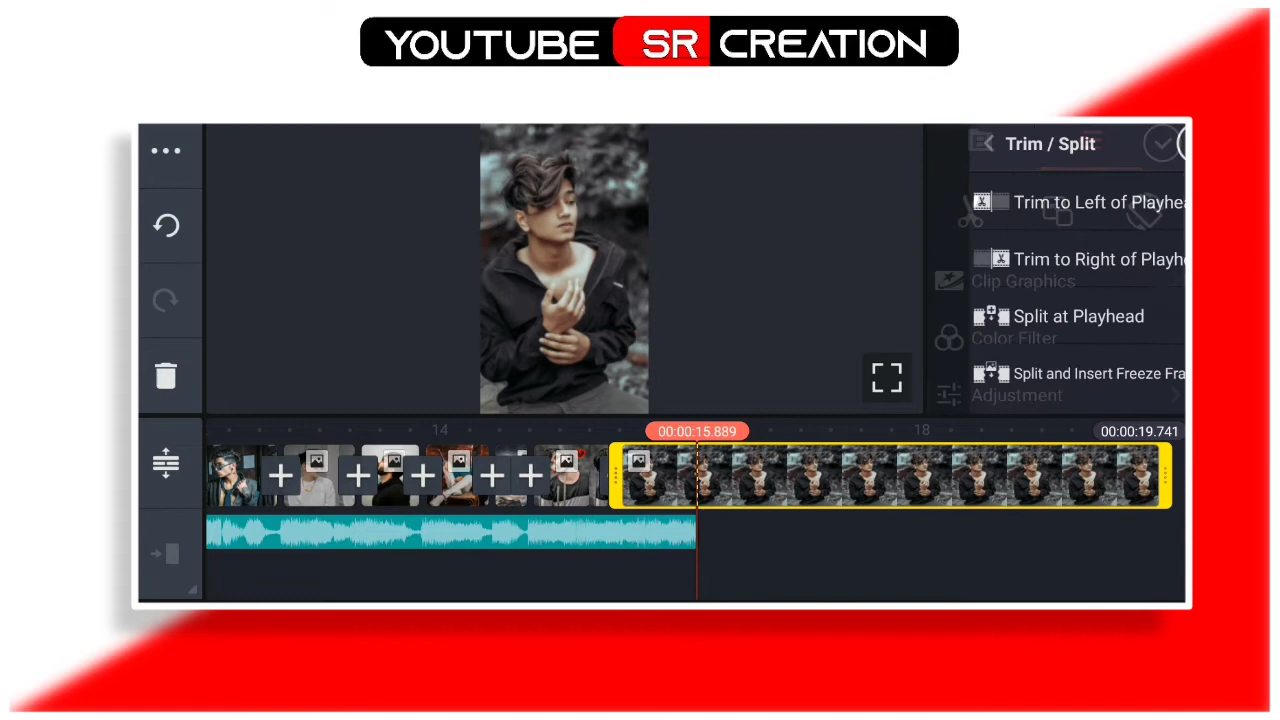 YOUTUBE SR CREATION
Trim / Split
Trim to Left of Playhea
Trim to Right of Playh
Clip Graphics
Split at Playhead
Color Filter
Split and Insert Freeze Fra
Adjustment
14
00:00:15.889
18
00:00:19.741